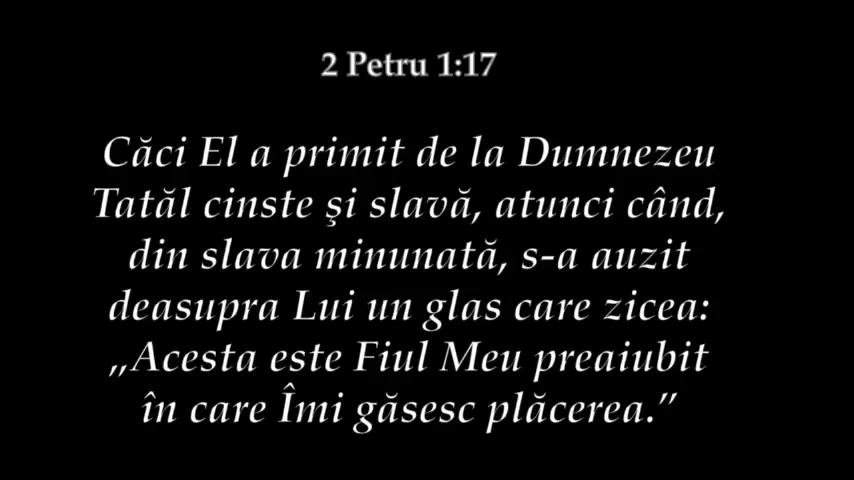 2 Petru 1:17
Căci El a primit de la Dumnezeu
Tatăl cinste şi slavă, atunci când,
din slava minunată, s-a auzit
deasupra Lui un glas care zicea:
„Acesta este Fiul Meu preaiubit
în care Îmi găsesc plăcerea.”